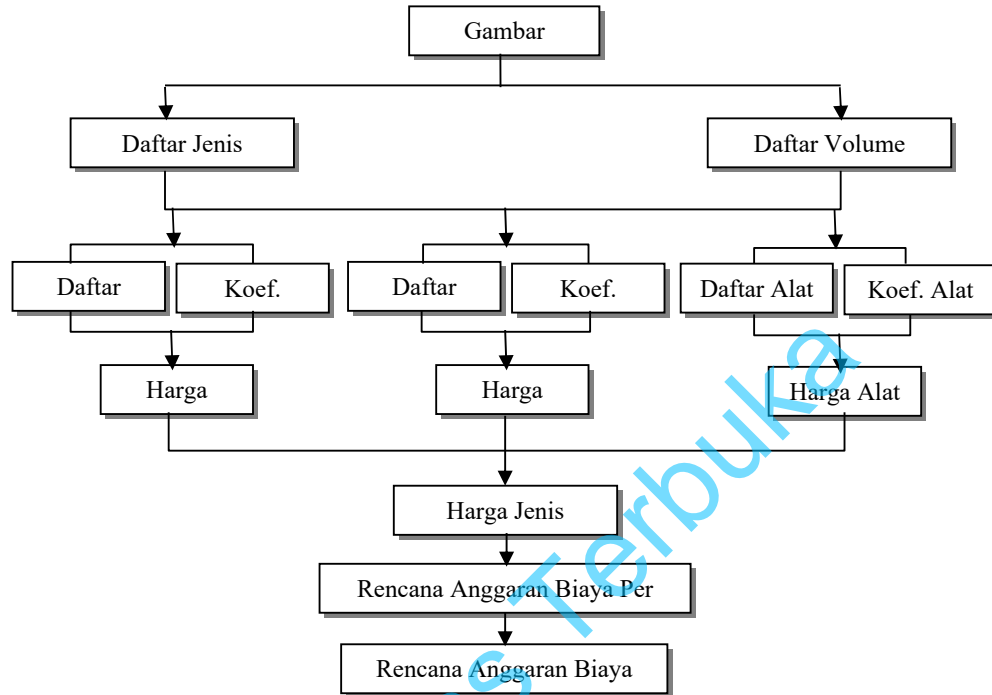 Gambar
Daftar Jenis
Daftar Volume
Daftar
Koef.
Daftar
Koef.
Daftar Alat
Koef. Alat
Harga
Harga
Harga Alat
Harga Jenis
Rencana Anggaran Biaya Per
Rencana Anggaran Biaya
s Terbuka